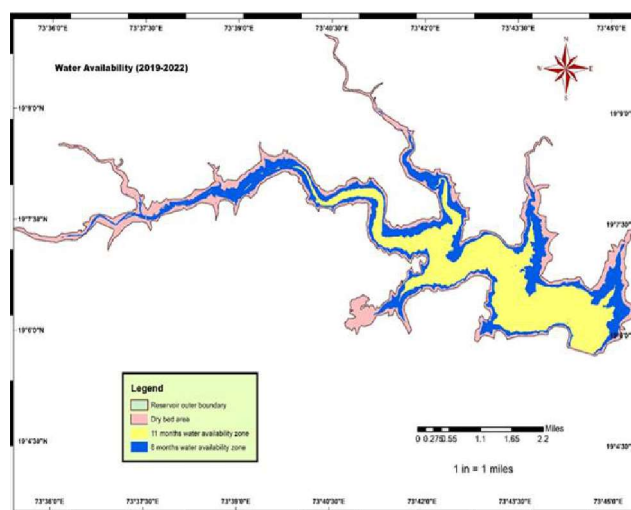 73°36'0"E 73°37'30"E 73°39'0"E 73°40'30"E 73°42'0"E 73°43'30"E 73°45'0"E
Water Availability (2019-2022)
N
E
S
19°9'0"N 19°9'0"N
19°7'30"N 19°7'30"N
19°6'0"N
Legend
Reservoir outer boundary
Dry bed area
11 months water availability zone
8 months water availability zone
Miles
0 0.275 0.55 1.1 1.65 2.2
1 in = 1 miles
19°4'30"N 19°4'30"N
73°36'0"E 73°37'30"E 73°39'0"E 73°40'30"E 73°42'0"E 73°43'30"E 73°45'0"E